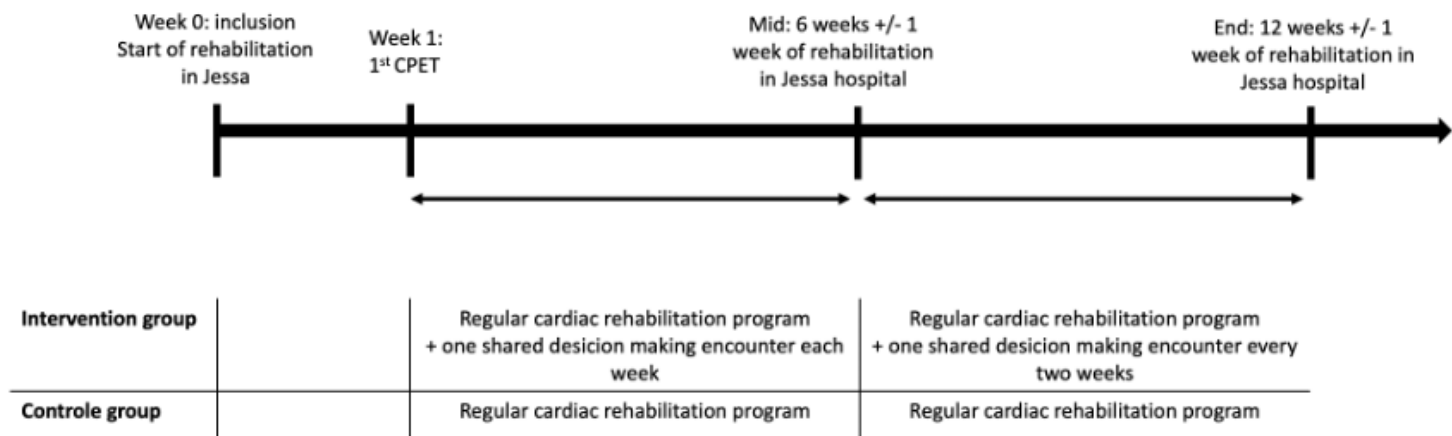 Week 0: inclusion
Start of rehabilitation
in Jessa
Week 1:
1st CPET
Mid: 6 weeks +/- 1
week of rehabilitation
in Jessa hospital
End: 12 weeks +/- 1
week of rehabilitation in
Jessa hospital
Intervention group
Regular cardiac rehabilitation program
+ one shared desicion making encounter each
week
Regular cardiac rehabilitation program
+ one shared desicion making encounter every
two weeks
Controle group
Regular cardiac rehabilitation program
Regular cardiac rehabilitation program